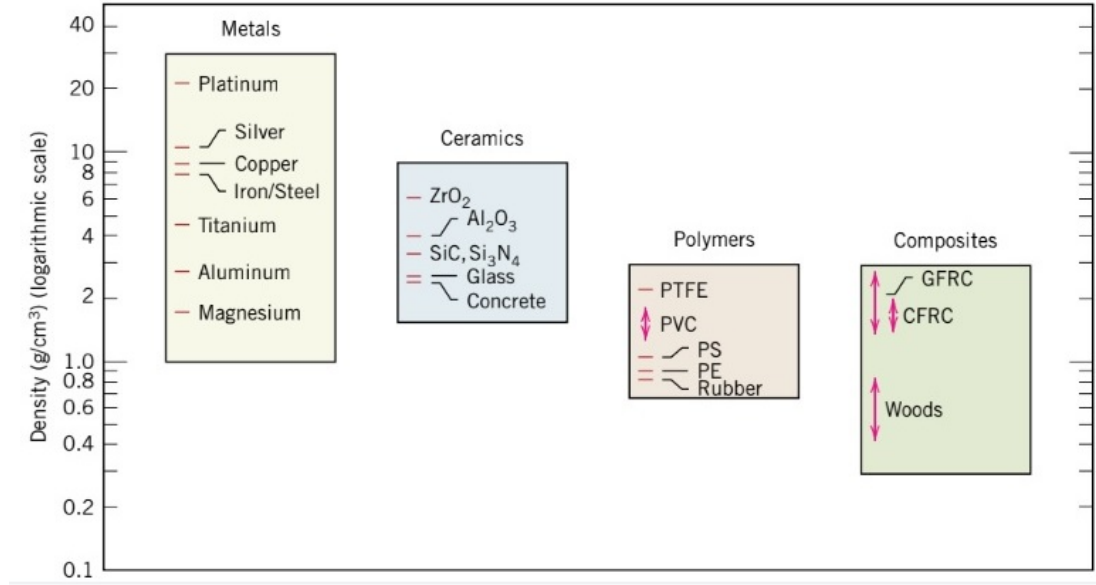 Density (g/cm³) (logarithmic scale)
40
20
10
8
6
4
2
1.0
0.8
0.6
0.4
0.2
0.1
Metals
Platinum
Silver
Copper
Iron/Steel
Titanium
Aluminum
Magnesium
Ceramics
ZrO₂
Al₂O₃
SiC, Si₃N₄
Glass
Concrete
Polymers
PTFE
PVC
PS
PE
Rubber
Composites
GFRC
CFRC
Woods